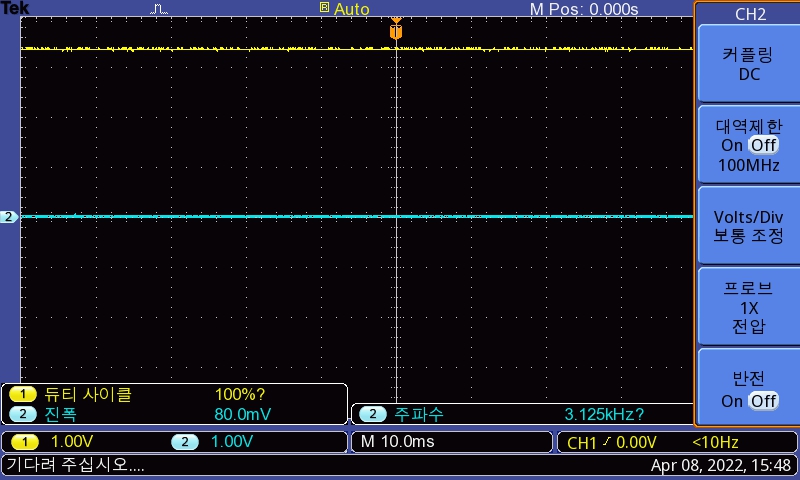 Tek
R Auto
M Pos: 0.000s
CH2
T
커플링
DC
대역제한
On Off
100MHz
2
Volts/Div
보통 조정
프로브
1X
전압
반전
On Off
1 듀티 사이클 100%?
2 진폭 80.0mV
2 주파수 3.125kHz?
1 1.00V 2 1.00V
M 10.0ms
CH1 0.00V <10Hz
기다려 주십시오....
Apr 08, 2022, 15:48